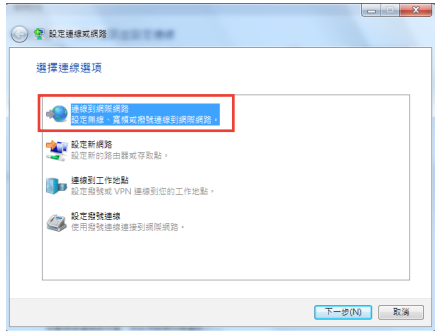 設定連線或網路
選擇連線選項
連線到網際網路
設定無線、寬頻或撥號連線到網際網路。
設定新網路
設定新的路由器或存取點。
連線到工作地點
設定撥號或 VPN 連線到您的工作地點。
設定撥號連線
使用撥號連線連接到網際網路。
下一步(N)
取消